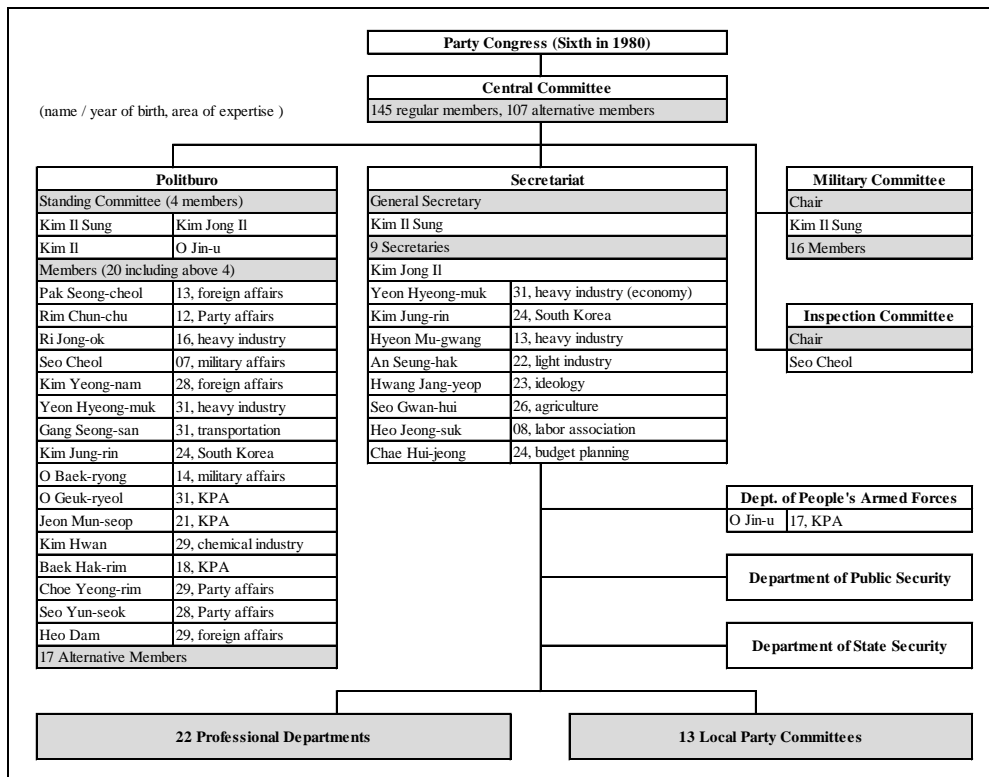 Party Congress (Sixth in 1980)
Central Committee
145 regular members, 107 alternative members
(name / year of birth, area of expertise )
Politburo
Standing Committee (4 members)
Kim Il Sung Kim Jong Il
Kim Il O Jin-u
Members (20 including above 4)
Pak Seong-cheol 13, foreign affairs
Rim Chun-chu 12, Party affairs
Ri Jong-ok 16, heavy industry
Seo Cheol 07, military affairs
Kim Yeong-nam 28, foreign affairs
Yeon Hyeong-muk 31, heavy industry
Gang Seong-san 31, transportation
Kim Jung-rin 24, South Korea
O Baek-ryong 14, military affairs
O Geuk-ryeol 31, KPA
Jeon Mun-seop 21, KPA
Kim Hwan 29, chemical industry
Baek Hak-rim 18, KPA
Choe Yeong-rim 29, Party affairs
Seo Yun-seok 28, Party affairs
Heo Dam 29, foreign affairs
17 Alternative Members
Secretariat
General Secretary
Kim Il Sung
9 Secretaries
Kim Jong Il
Yeon Hyeong-muk 31, heavy industry (economy)
Kim Jung-rin 24, South Korea
Hyeon Mu-gwang 13, heavy industry
An Seung-hak 22, light industry
Hwang Jang-yeop 23, ideology
Seo Gwan-hui 26, agriculture
Heo Jeong-suk 08, labor association
Chae Hui-jeong 24, budget planning
Military Committee
Chair
Kim Il Sung
16 Members
Inspection Committee
Chair
Seo Cheol
Dept. of People's Armed Forces
O Jin-u 17, KPA
Department of Public Security
Department of State Security
22 Professional Departments
13 Local Party Committees